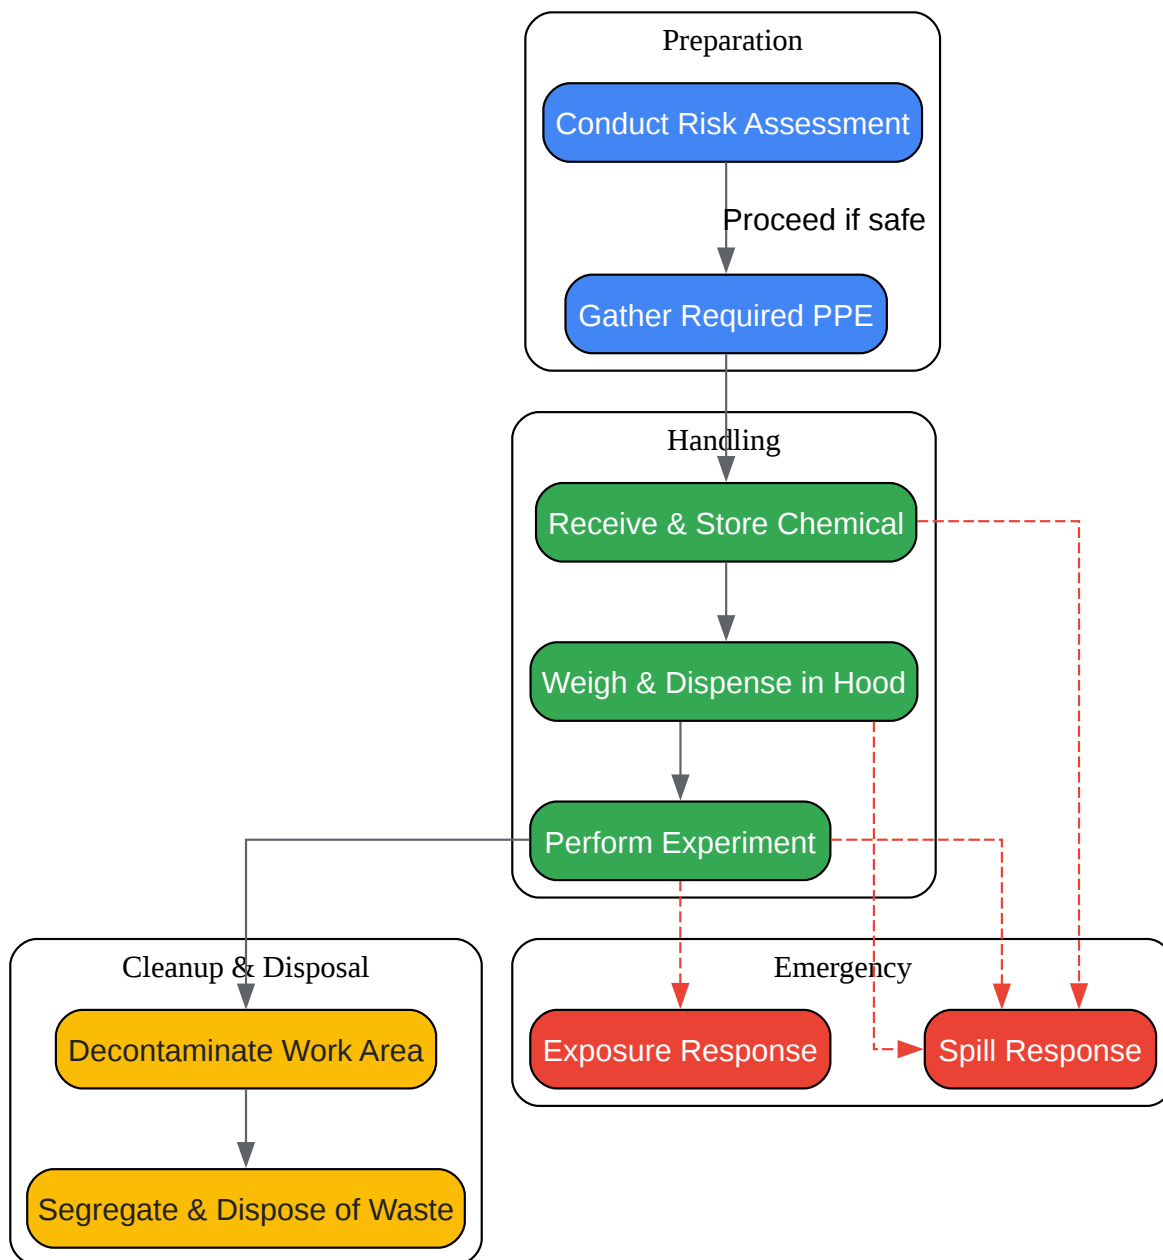 Preparation
Conduct Risk Assessment
Proceed if safe
Gather Required PPE
Handling
Receive & Store Chemical
Weigh & Dispense in Hood
Perform Experiment
Cleanup & Disposal
Decontaminate Work Area
Segregate & Dispose of Waste
Emergency
Exposure Response
Spill Response